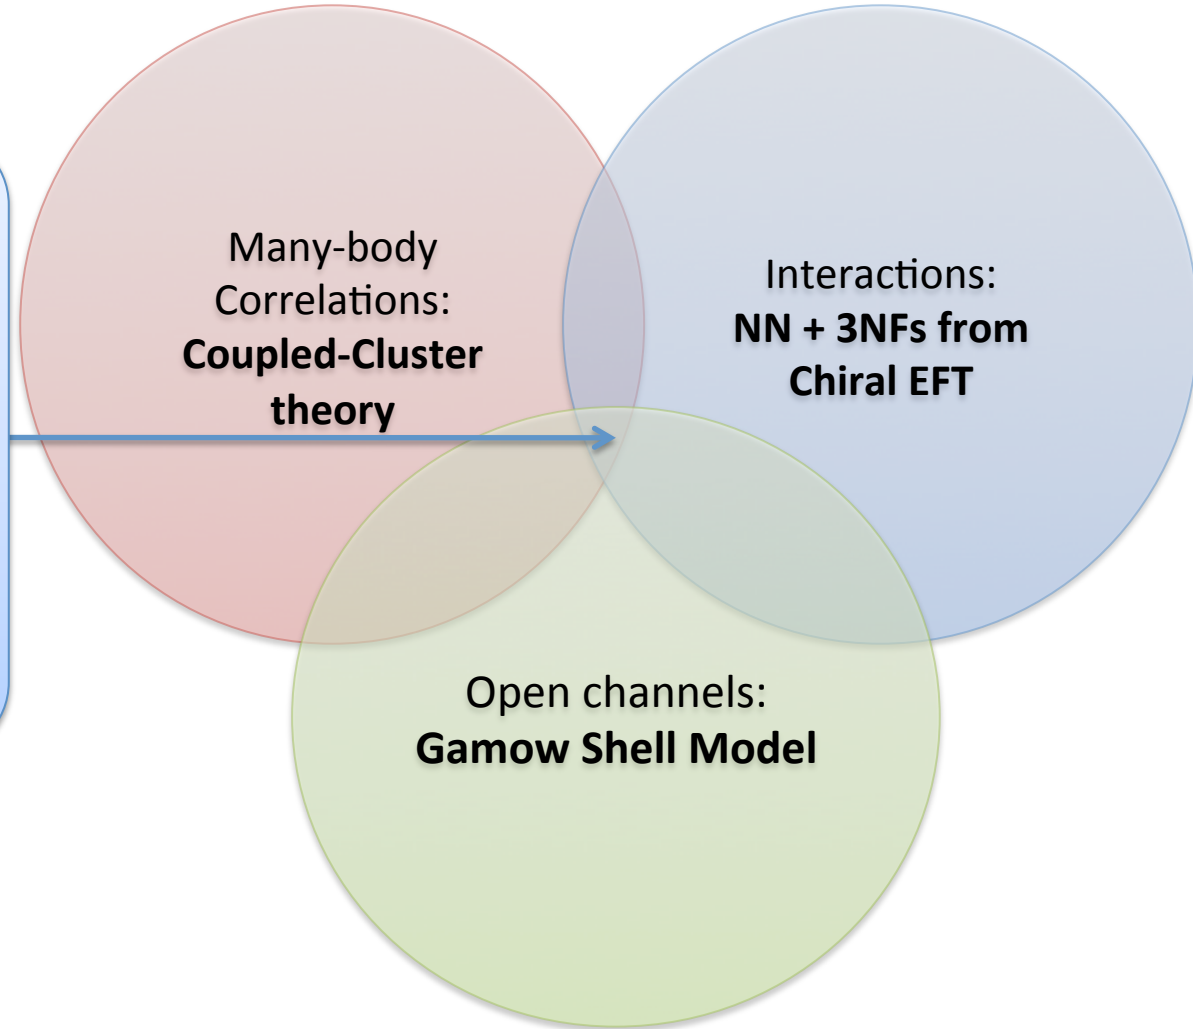 Many-body
Correlations:
Coupled-Cluster
theory
Interactions:
NN + 3NFs from
Chiral EFT
Open channels:
Gamow Shell Model